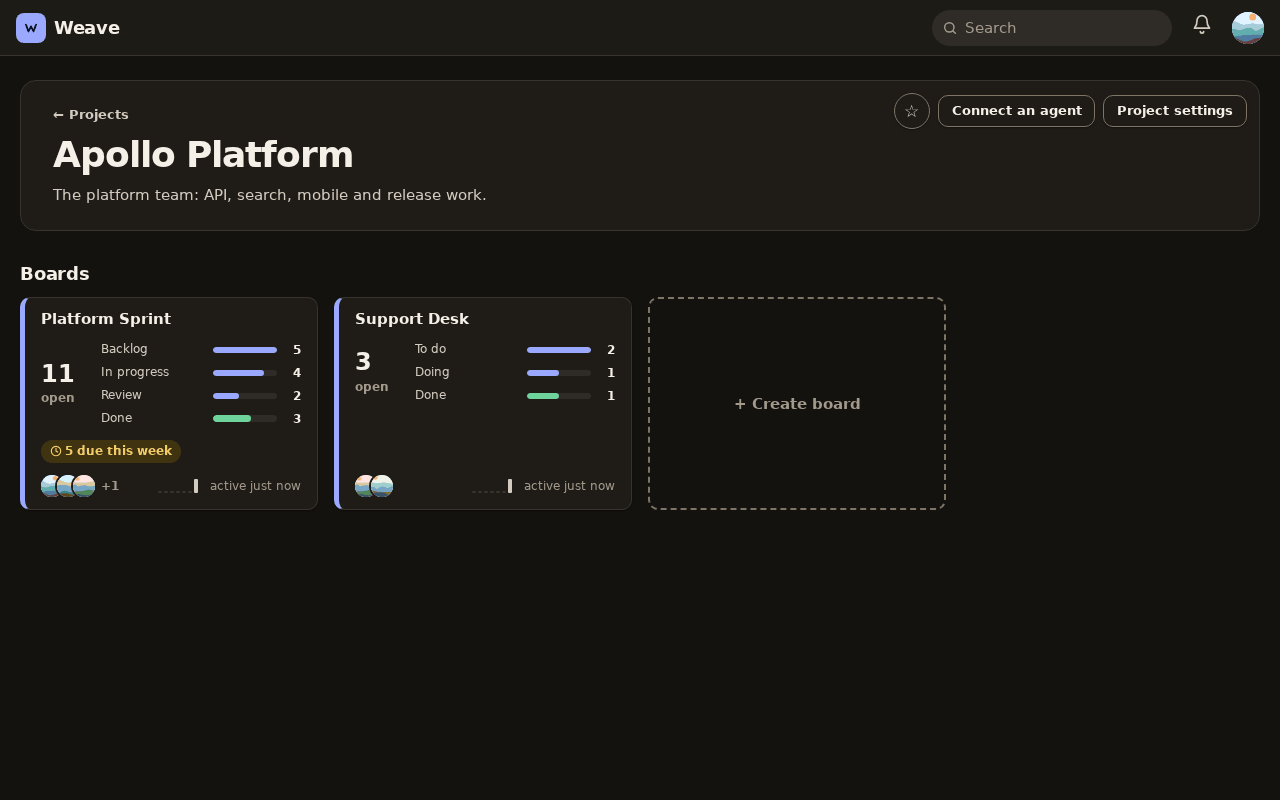 Weave
Search
← Projects
Connect an agent
Project settings
Apollo Platform
The platform team: API, search, mobile and release work.
Boards
Platform Sprint
11 open
Backlog 5
In progress 4
Review 2
Done 3
5 due this week
+1
active just now
Support Desk
3 open
To do 2
Doing 1
Done 1
active just now
+ Create board